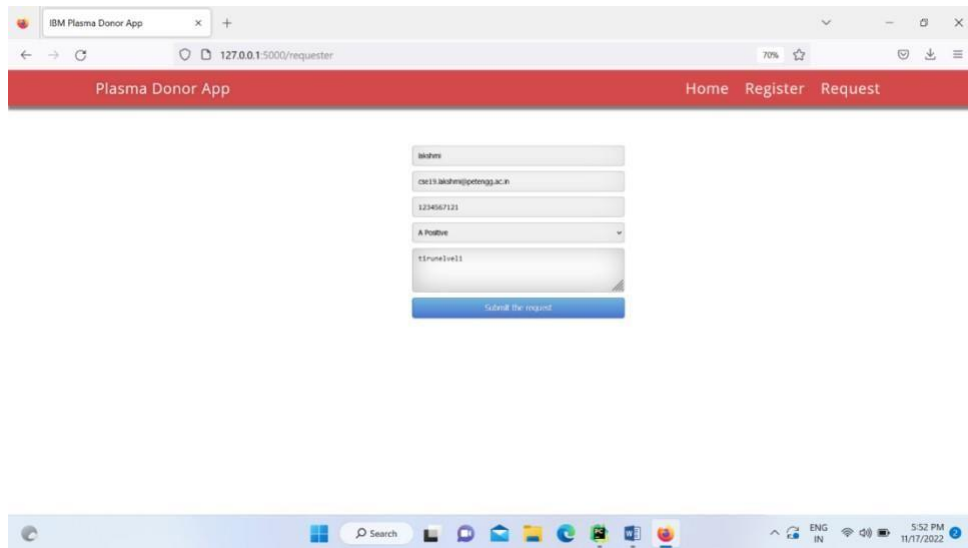 IBM Plasma Donor App
127.0.0.1:5000/requester
70%
Plasma Donor App
Home Register Request
lakshmi
cse19.lakshmi@petengg.ac.in
1234567121
A Positive
tirunelveli
Submit the request
Search
ENG
IN
5:52 PM
11/17/2022
2